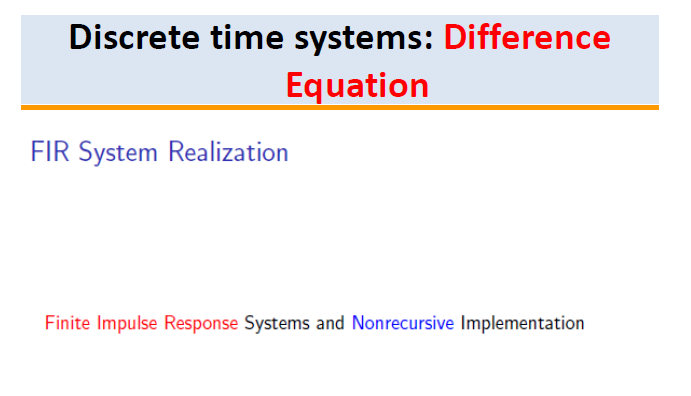 Discrete time systems: Difference
Equation
FIR System Realization
Finite Impulse Response Systems and Nonrecursive Implementation